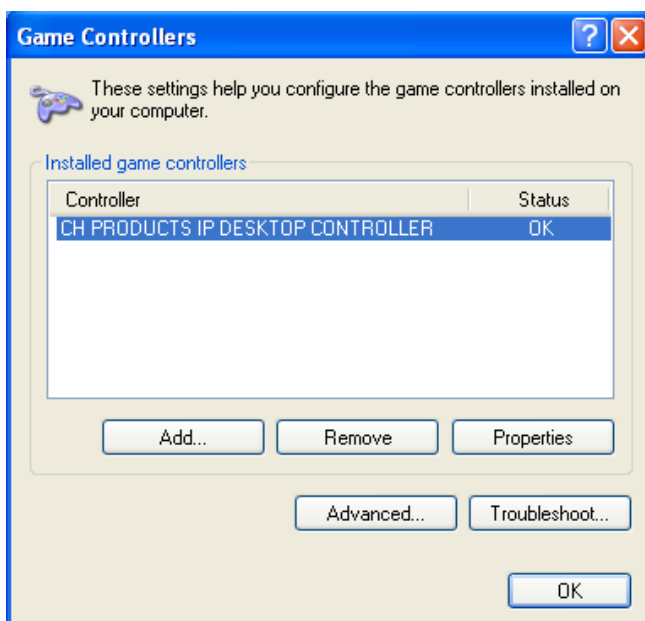 Game Controllers
These settings help you configure the game controllers installed on
your computer.
Installed game controllers
Controller Status
CH PRODUCTS IP DESKTOP CONTROLLER OK
Add... Remove Properties
Advanced... Troubleshoot...
OK